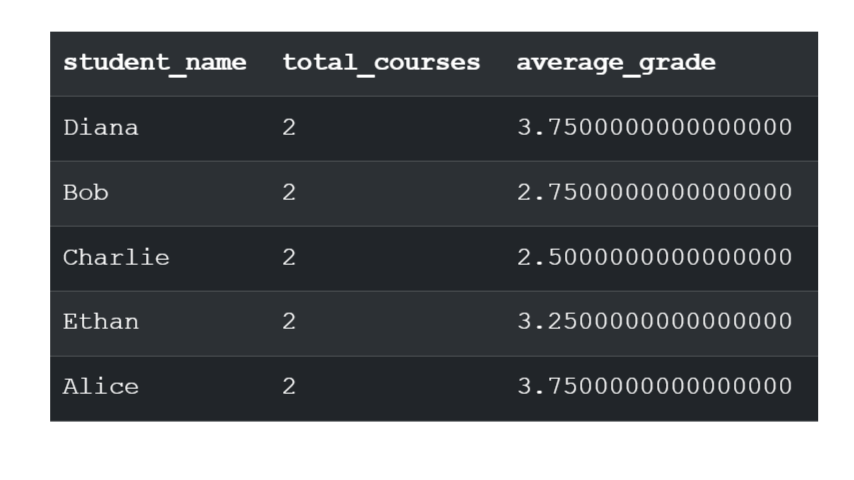 student_name total_courses average_grade
Diana 2 3.7500000000000000
Bob 2 2.7500000000000000
Charlie 2 2.5000000000000000
Ethan 2 3.2500000000000000
Alice 2 3.7500000000000000